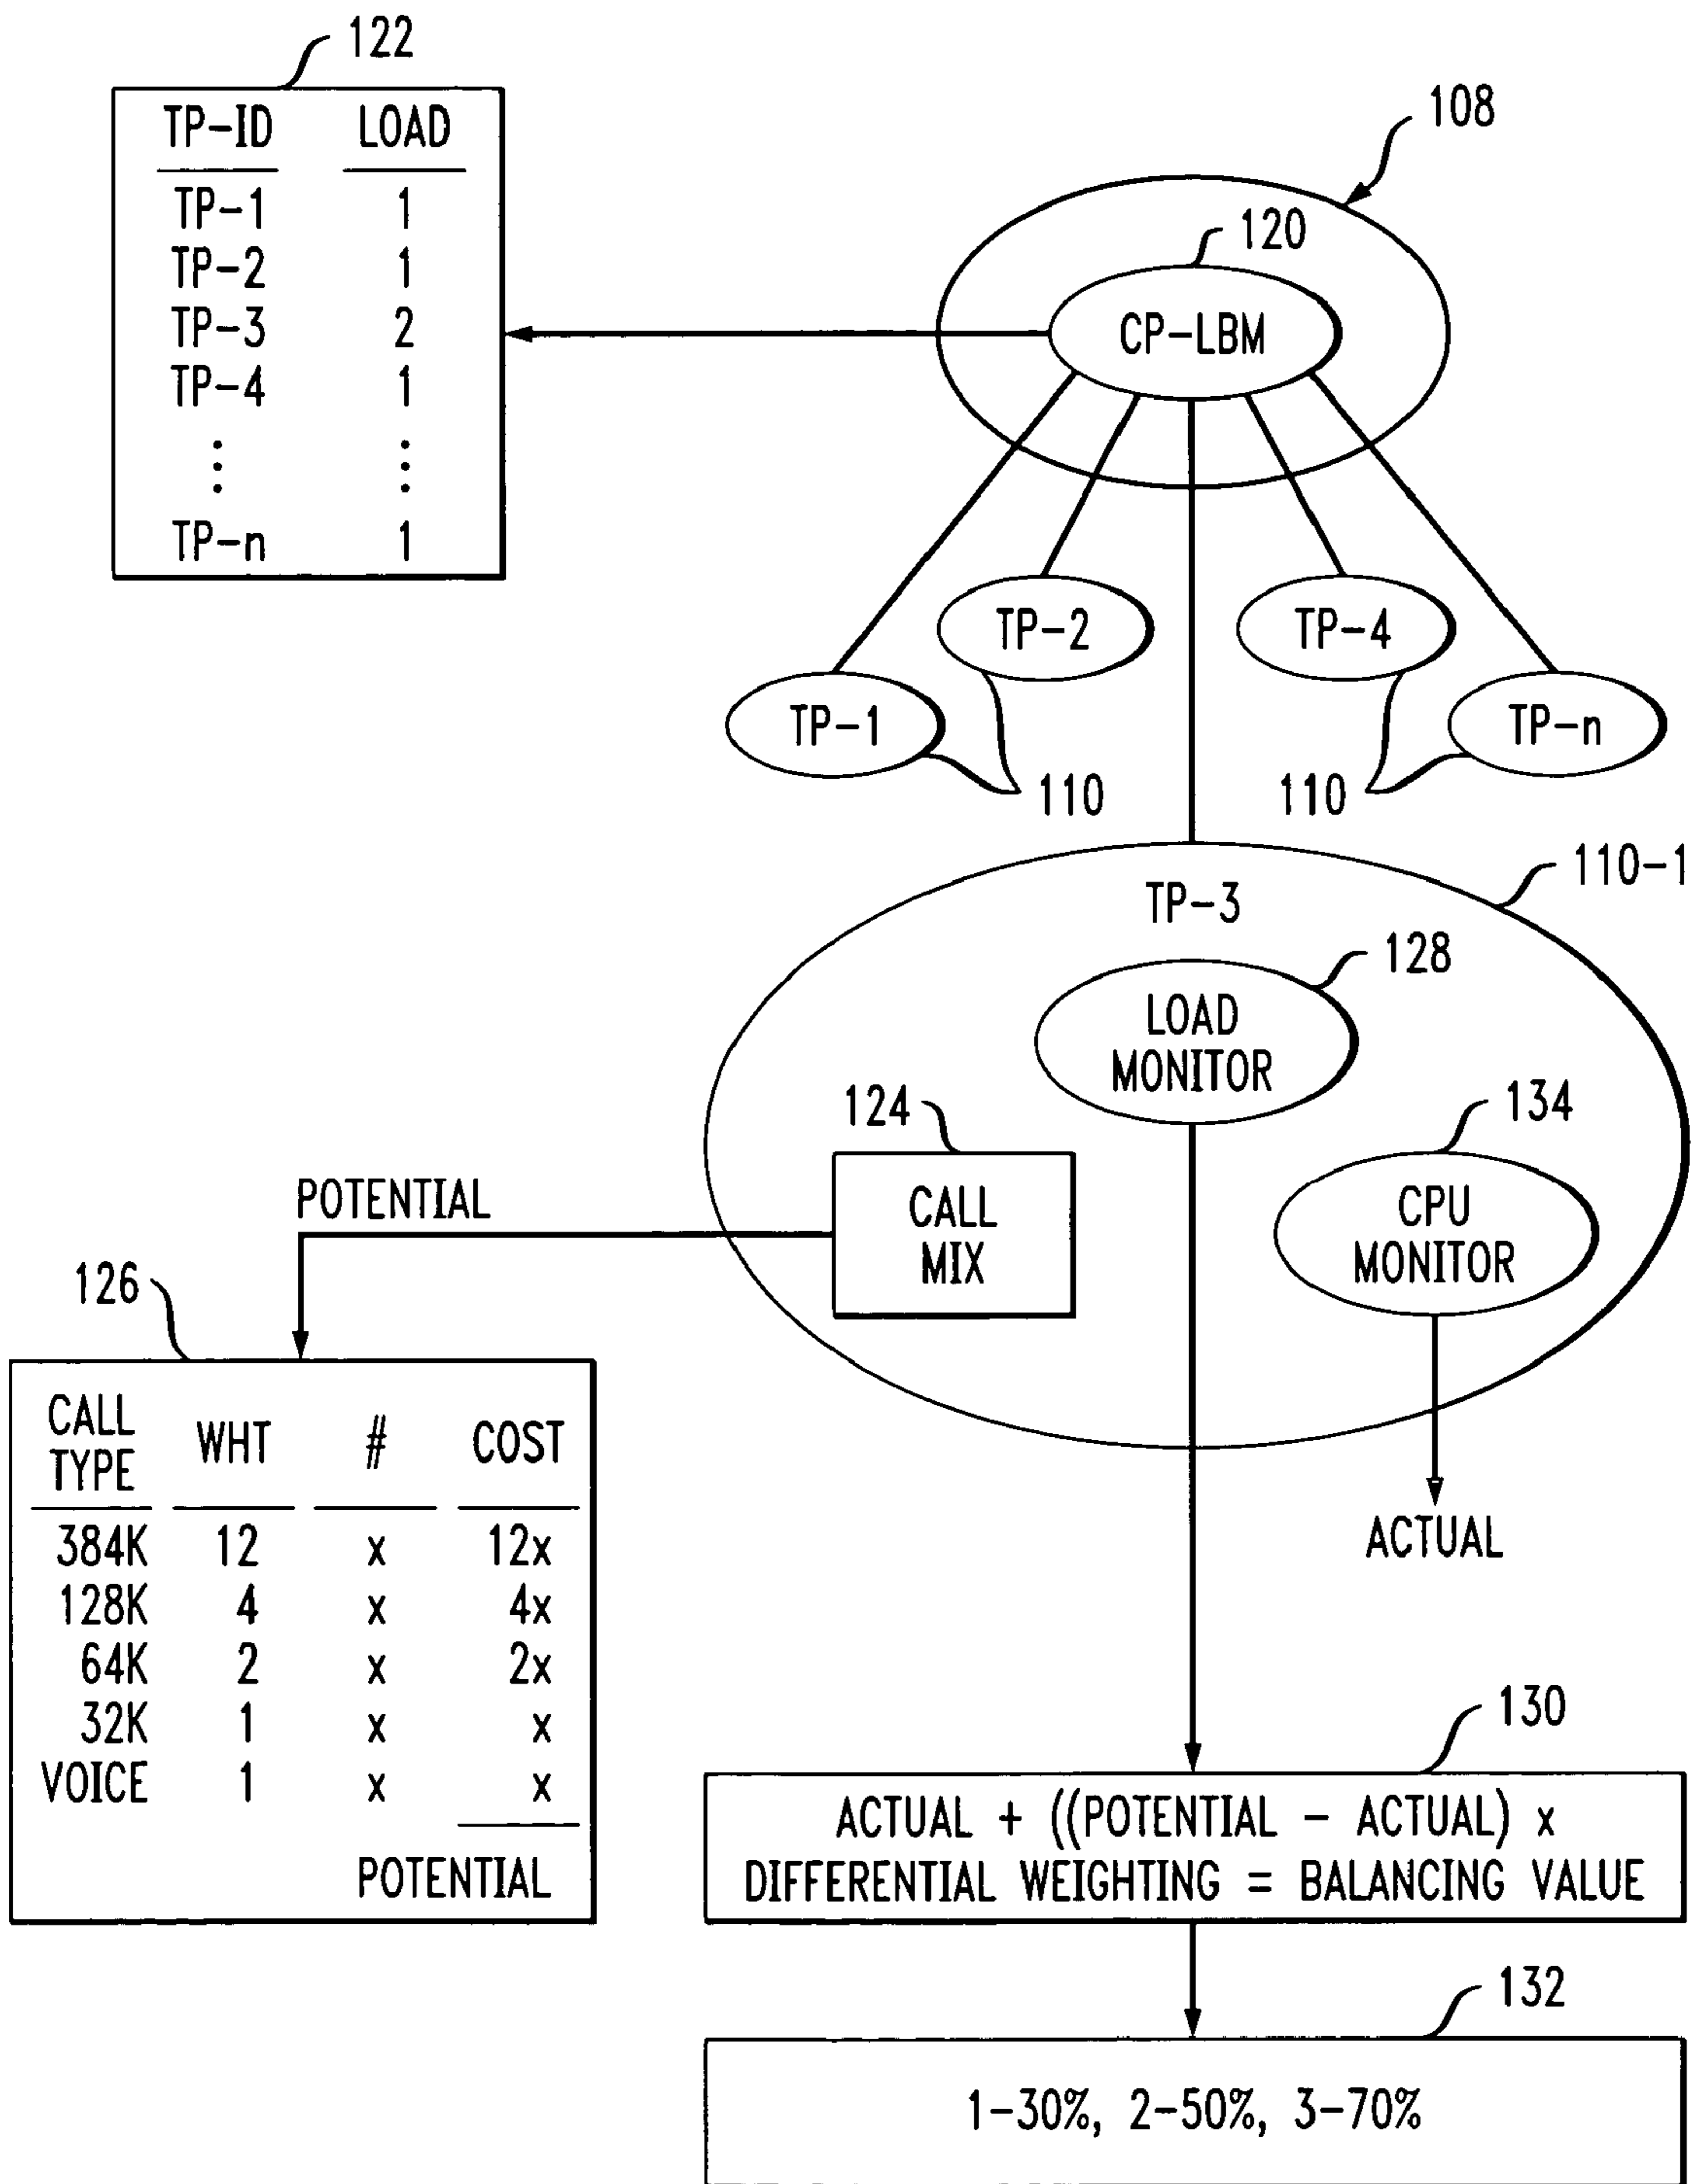 122
TP-ID LOAD
TP-1 1
TP-2 1
TP-3 2
TP-4 1
TP-n 1
108
120
CP-LBM
TP-2
TP-4
TP-1
TP-n
110
110
110-1
TP-3
128
LOAD
MONITOR
124
CALL
MIX
134
CPU
MONITOR
POTENTIAL
ACTUAL
126
CALL
TYPE
WHT # COST
384K 12 x 12x
128K 4 x 4x
64K 2 x 2x
32K 1 x x
VOICE 1 x x
POTENTIAL
130
ACTUAL + ((POTENTIAL - ACTUAL) x
DIFFERENTIAL WEIGHTING = BALANCING VALUE
132
1-30%, 2-50%, 3-70%